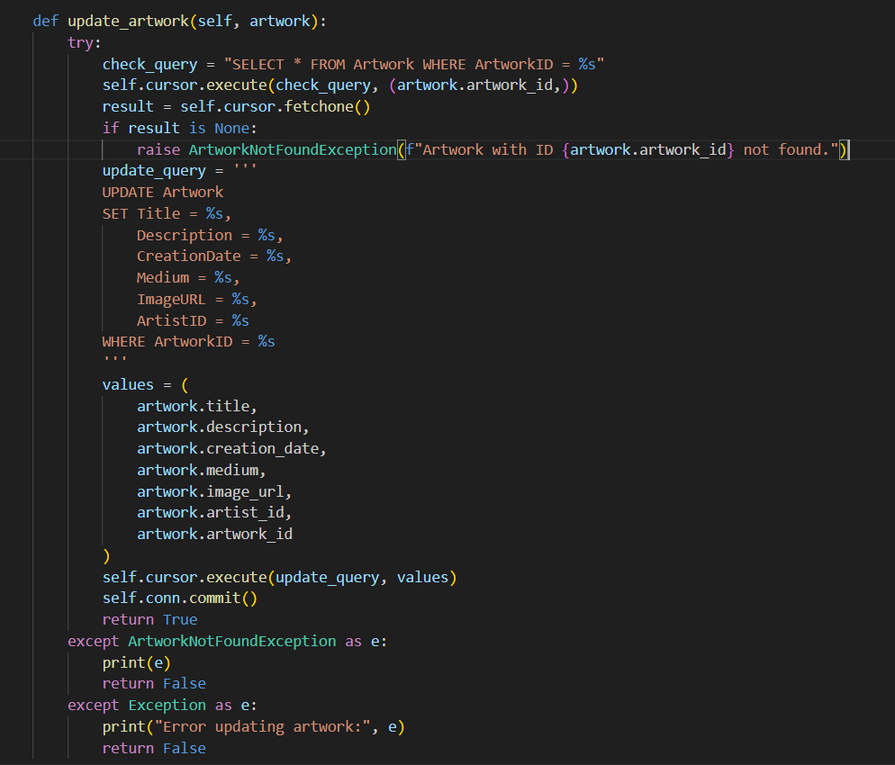 def update_artwork(self, artwork):
    try:
        check_query = "SELECT * FROM Artwork WHERE ArtworkID = %s"
        self.cursor.execute(check_query, (artwork.artwork_id,))
        result = self.cursor.fetchone()
        if result is None:
            raise ArtworkNotFoundException(f"Artwork with ID {artwork.artwork_id} not found.")
        update_query = '''
        UPDATE Artwork
        SET Title = %s,
            Description = %s,
            CreationDate = %s,
            Medium = %s,
            ImageURL = %s,
            ArtistID = %s
        WHERE ArtworkID = %s
        '''
        values = (
            artwork.title,
            artwork.description,
            artwork.creation_date,
            artwork.medium,
            artwork.image_url,
            artwork.artist_id,
            artwork.artwork_id
        )
        self.cursor.execute(update_query, values)
        self.conn.commit()
        return True
    except ArtworkNotFoundException as e:
        print(e)
        return False
    except Exception as e:
        print("Error updating artwork:", e)
        return False